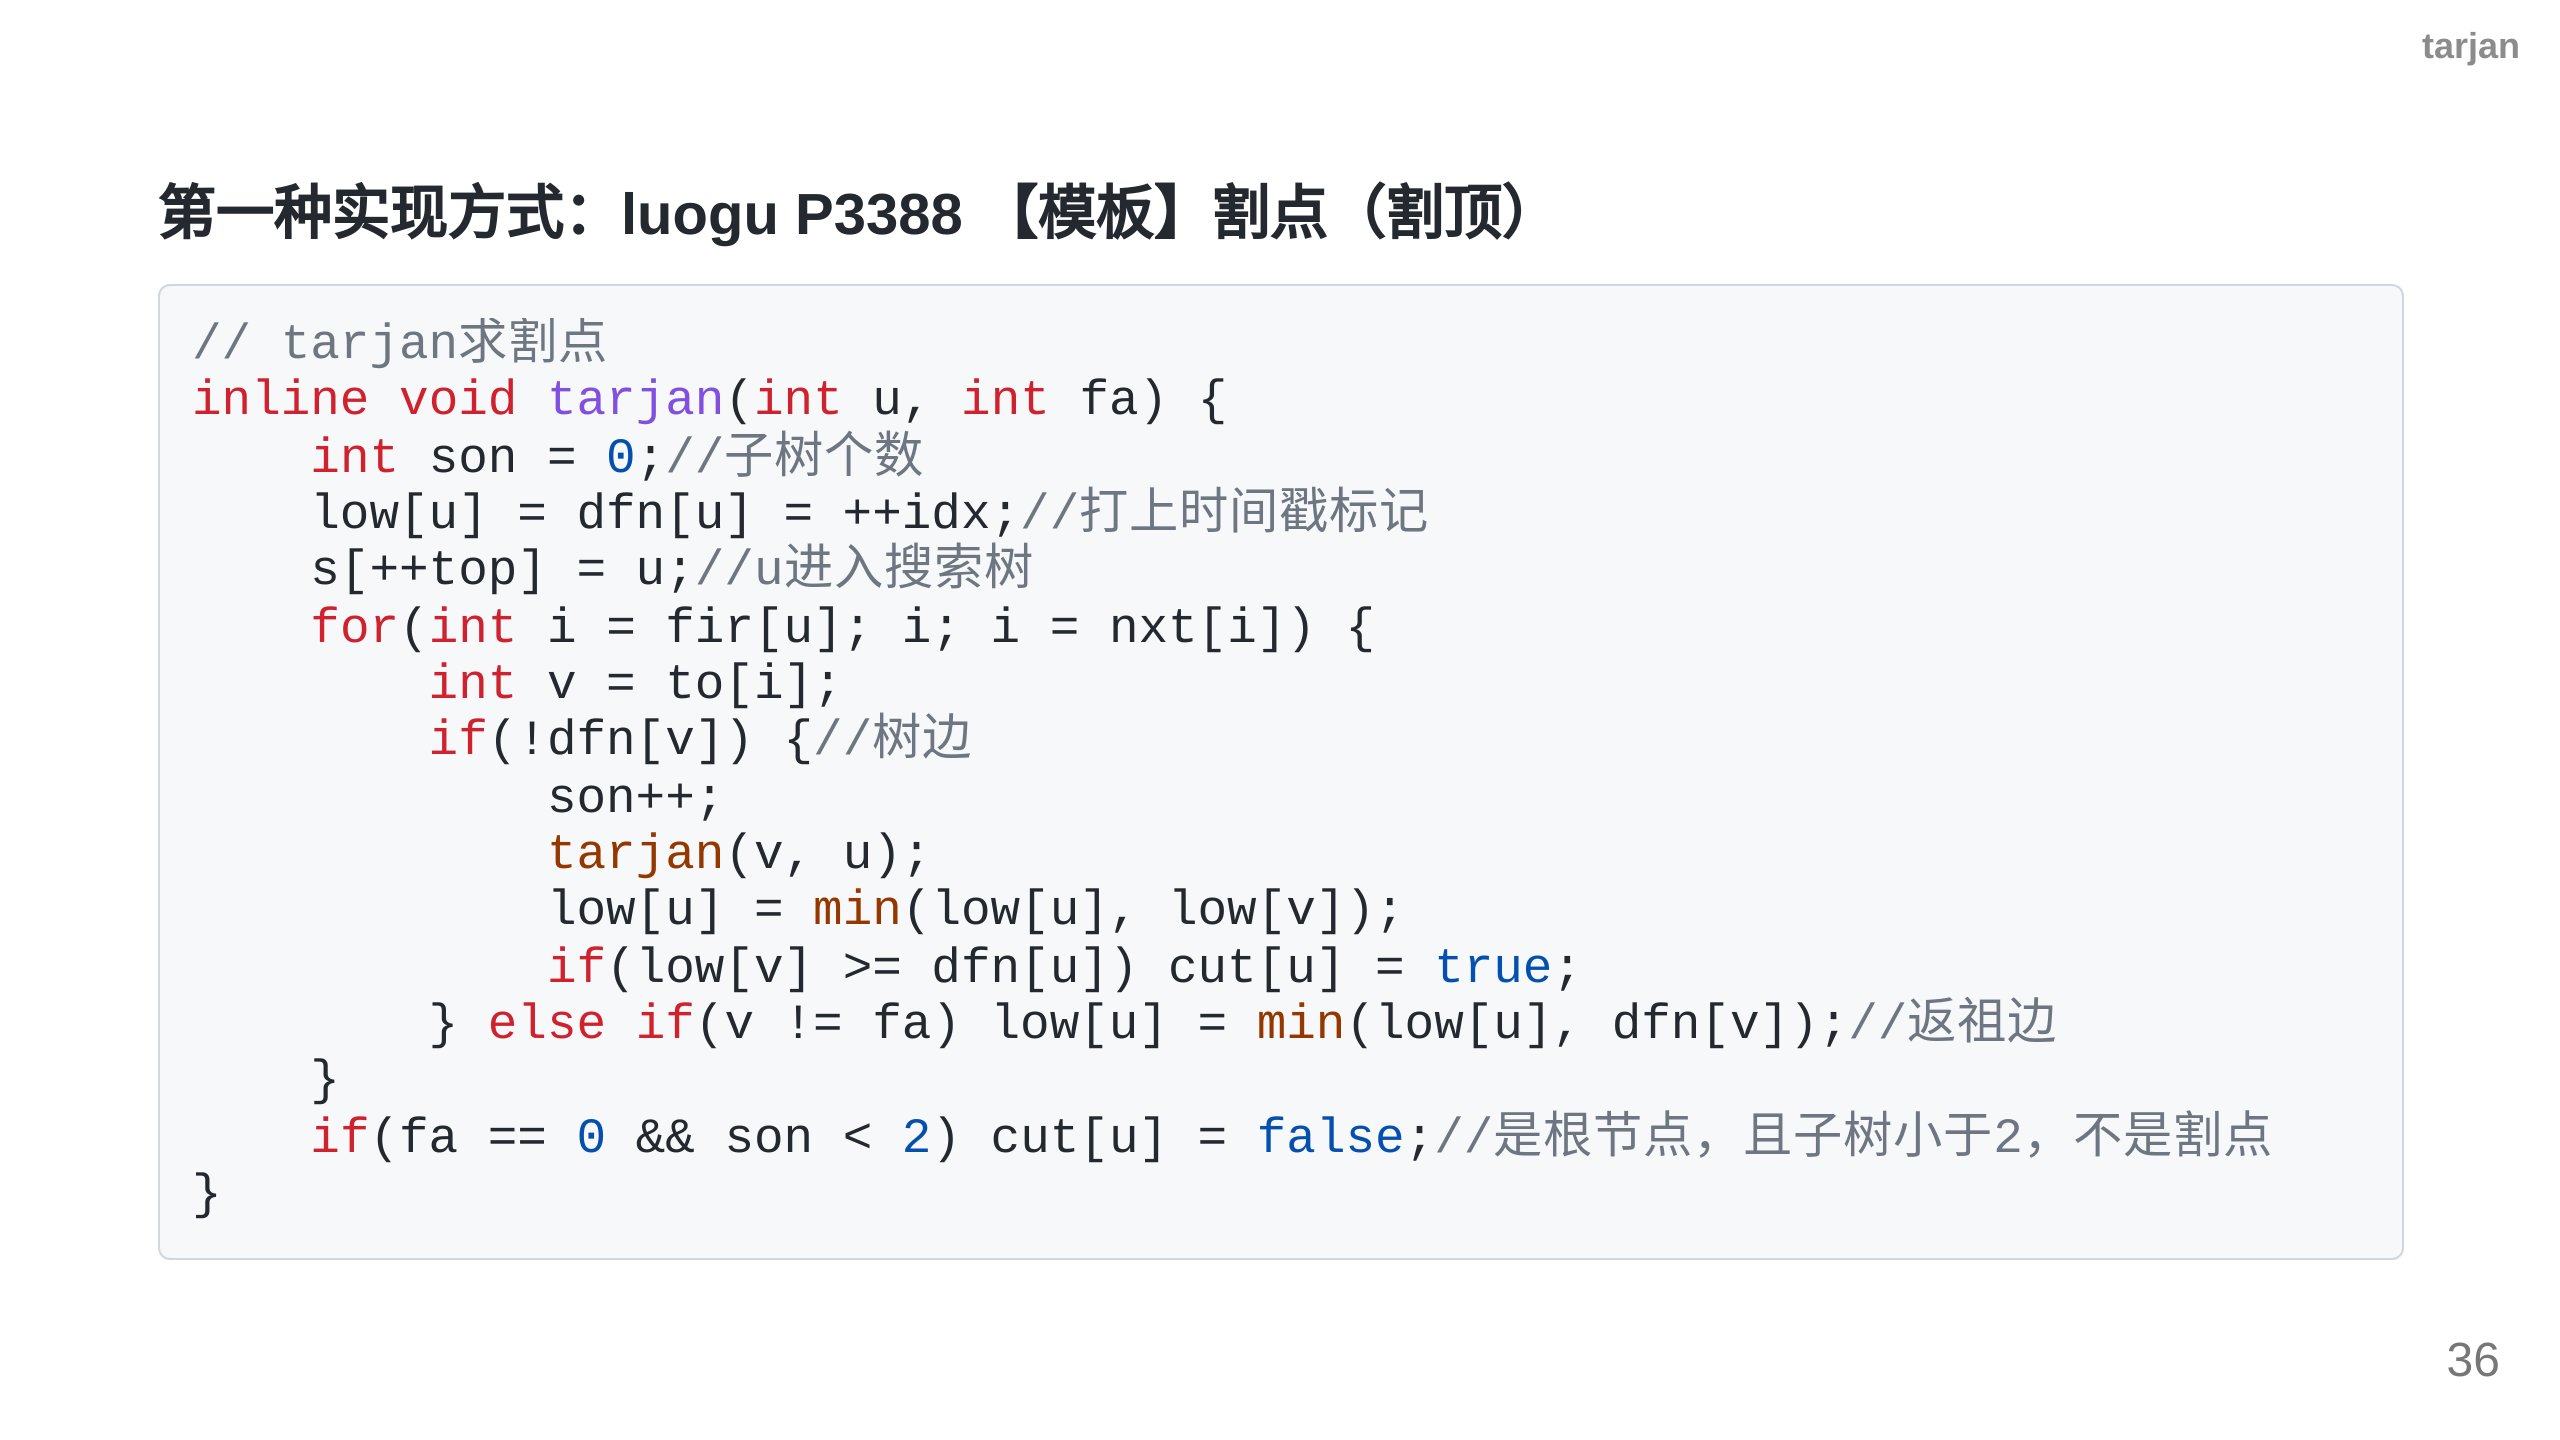 tarjan
第一种实现方式：luogu P3388 【模板】割点（割顶）
// tarjan求割点
inline void tarjan(int u, int fa) {
    int son = 0;//子树个数
    low[u] = dfn[u] = ++idx;//打上时间戳标记
    s[++top] = u;//u进入搜索树
    for(int i = fir[u]; i; i = nxt[i]) {
        int v = to[i];
        if(!dfn[v]) {//树边
            son++;
            tarjan(v, u);
            low[u] = min(low[u], low[v]);
            if(low[v] >= dfn[u]) cut[u] = true;
        } else if(v != fa) low[u] = min(low[u], dfn[v]);//返祖边
    }
    if(fa == 0 && son < 2) cut[u] = false;//是根节点，且子树小于2，不是割点
}
36